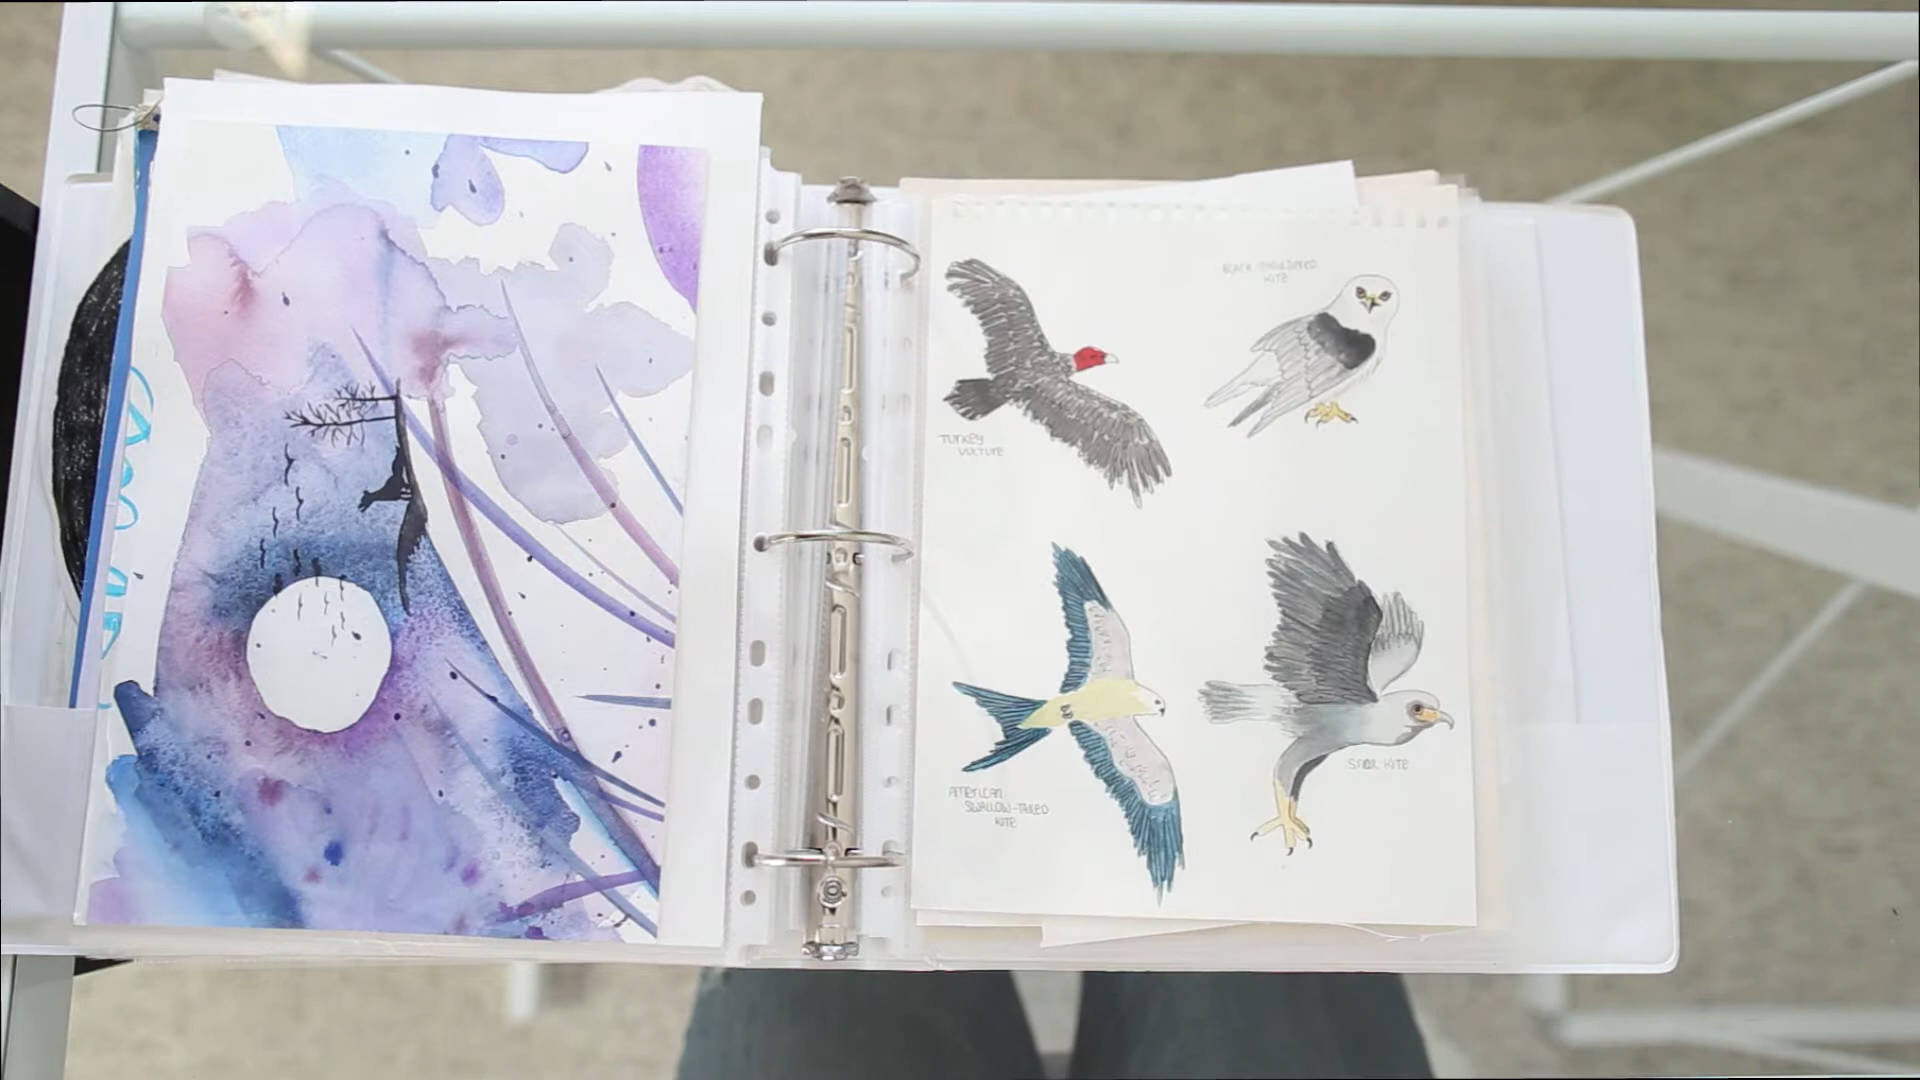 BLACK SHOULDERED
KITE
TURKEY
VULTURE
AMERICAN
SWALLOW-TAILED
KITE
SNAIL KITE